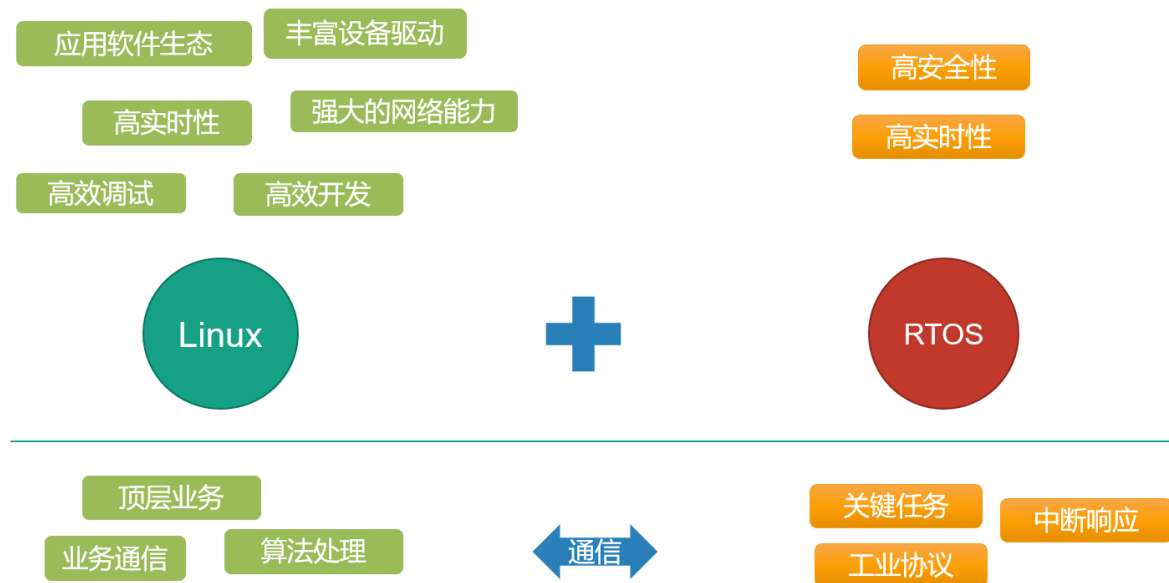 应用软件生态
丰富设备驱动
高安全性
高实时性
强大的网络能力
高实时性
高效调试
高效开发
Linux
RTOS
顶层业务
关键任务
中断响应
业务通信
算法处理
通信
工业协议